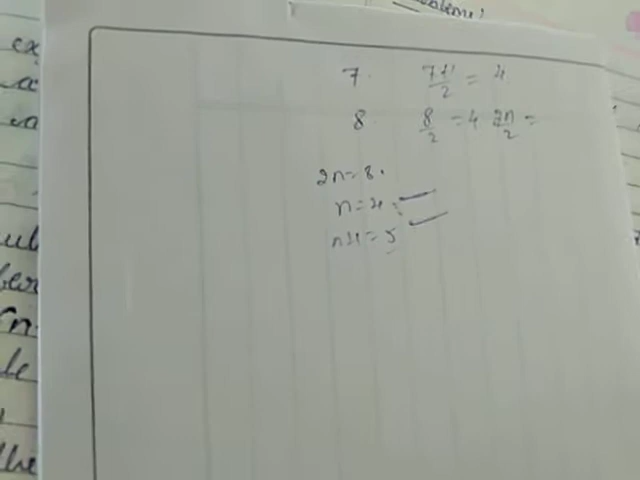 7. (7+1)/2 = 4
8 8/2 = 4 2n/2 =
2n = 8.
n = 4
n+1 = 5